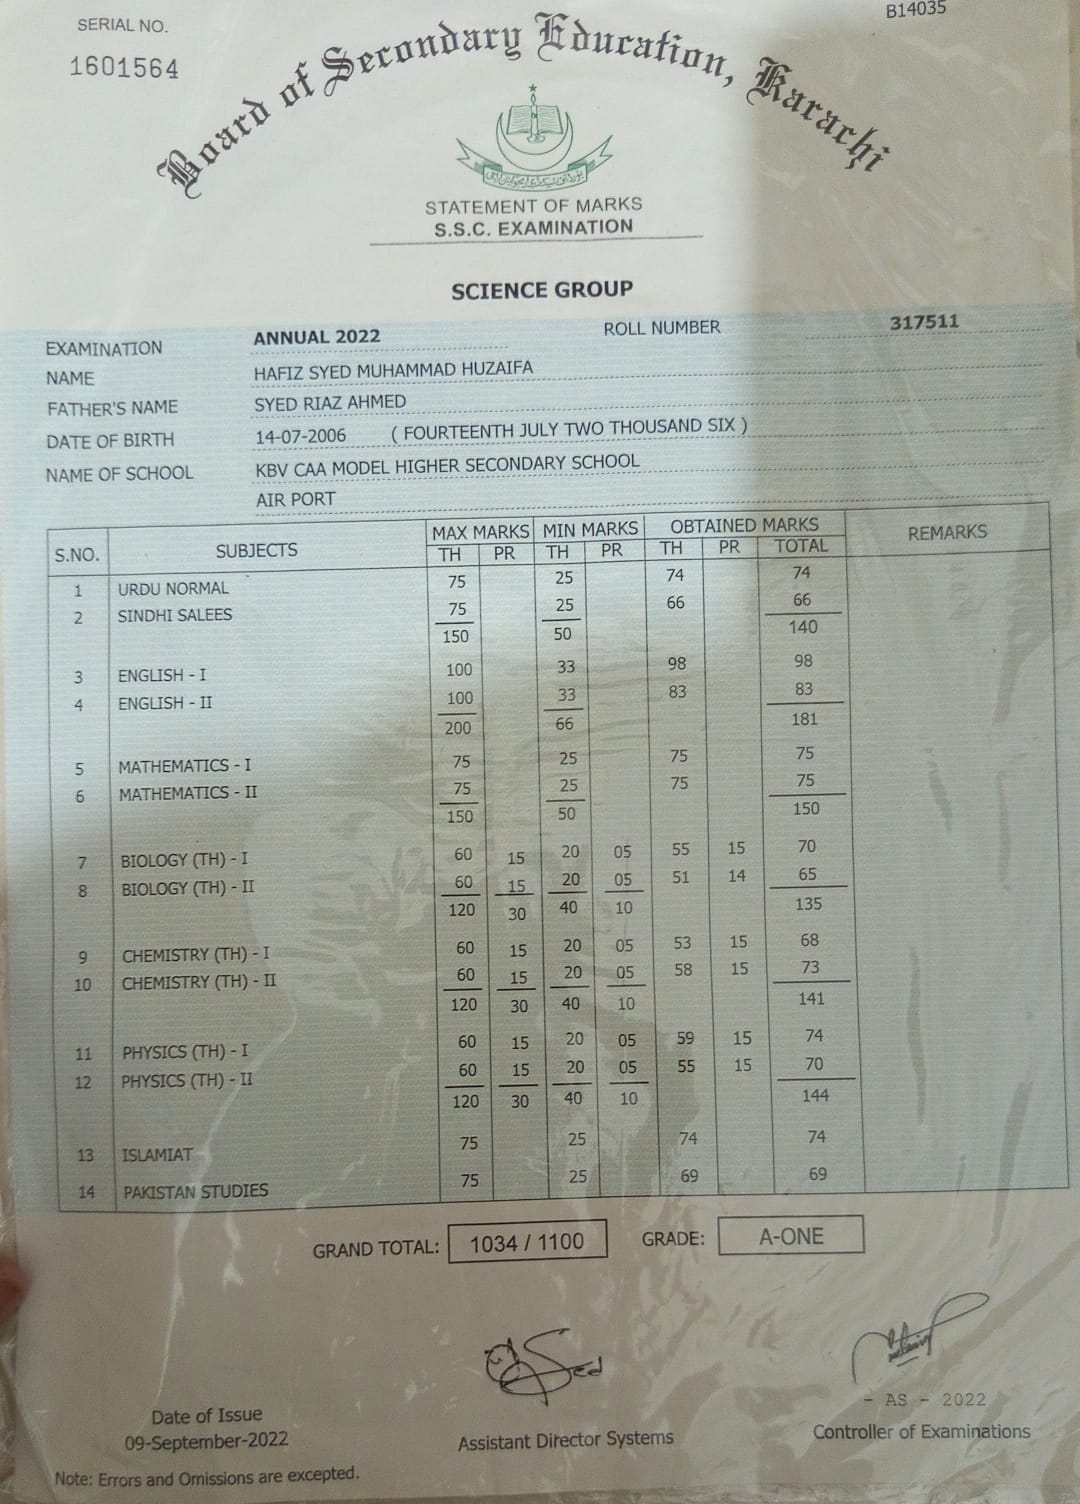 SERIAL NO.
1601564
B14035
Board of Secondary Education, Karachi
STATEMENT OF MARKS
S.S.C. EXAMINATION
SCIENCE GROUP
EXAMINATION ANNUAL 2022 ROLL NUMBER 317511
NAME HAFIZ SYED MUHAMMAD HUZAIFA
FATHER'S NAME SYED RIAZ AHMED
DATE OF BIRTH 14-07-2006 ( FOURTEENTH JULY TWO THOUSAND SIX )
NAME OF SCHOOL KBV CAA MODEL HIGHER SECONDARY SCHOOL
AIR PORT
S.NO. SUBJECTS MAX MARKS MIN MARKS OBTAINED MARKS REMARKS
TH PR TH PR TH PR TOTAL
1 URDU NORMAL 75 25 74 74
2 SINDHI SALEES 75 25 66 66
150 50 140
3 ENGLISH - I 100 33 98 98
4 ENGLISH - II 100 33 83 83
200 66 181
5 MATHEMATICS - I 75 25 75 75
6 MATHEMATICS - II 75 25 75 75
150 50 150
7 BIOLOGY (TH) - I 60 15 20 05 55 15 70
8 BIOLOGY (TH) - II 60 15 20 05 51 14 65
120 30 40 10 135
9 CHEMISTRY (TH) - I 60 15 20 05 53 15 68
10 CHEMISTRY (TH) - II 60 15 20 05 58 15 73
120 30 40 10 141
11 PHYSICS (TH) - I 60 15 20 05 59 15 74
12 PHYSICS (TH) - II 60 15 20 05 55 15 70
120 30 40 10 144
13 ISLAMIAT 75 25 74 74
14 PAKISTAN STUDIES 75 25 69 69
GRAND TOTAL: 1034 / 1100 GRADE: A-ONE
- AS - 2022
Date of Issue
09-September-2022
Assistant Director Systems
Controller of Examinations
Note: Errors and Omissions are excepted.